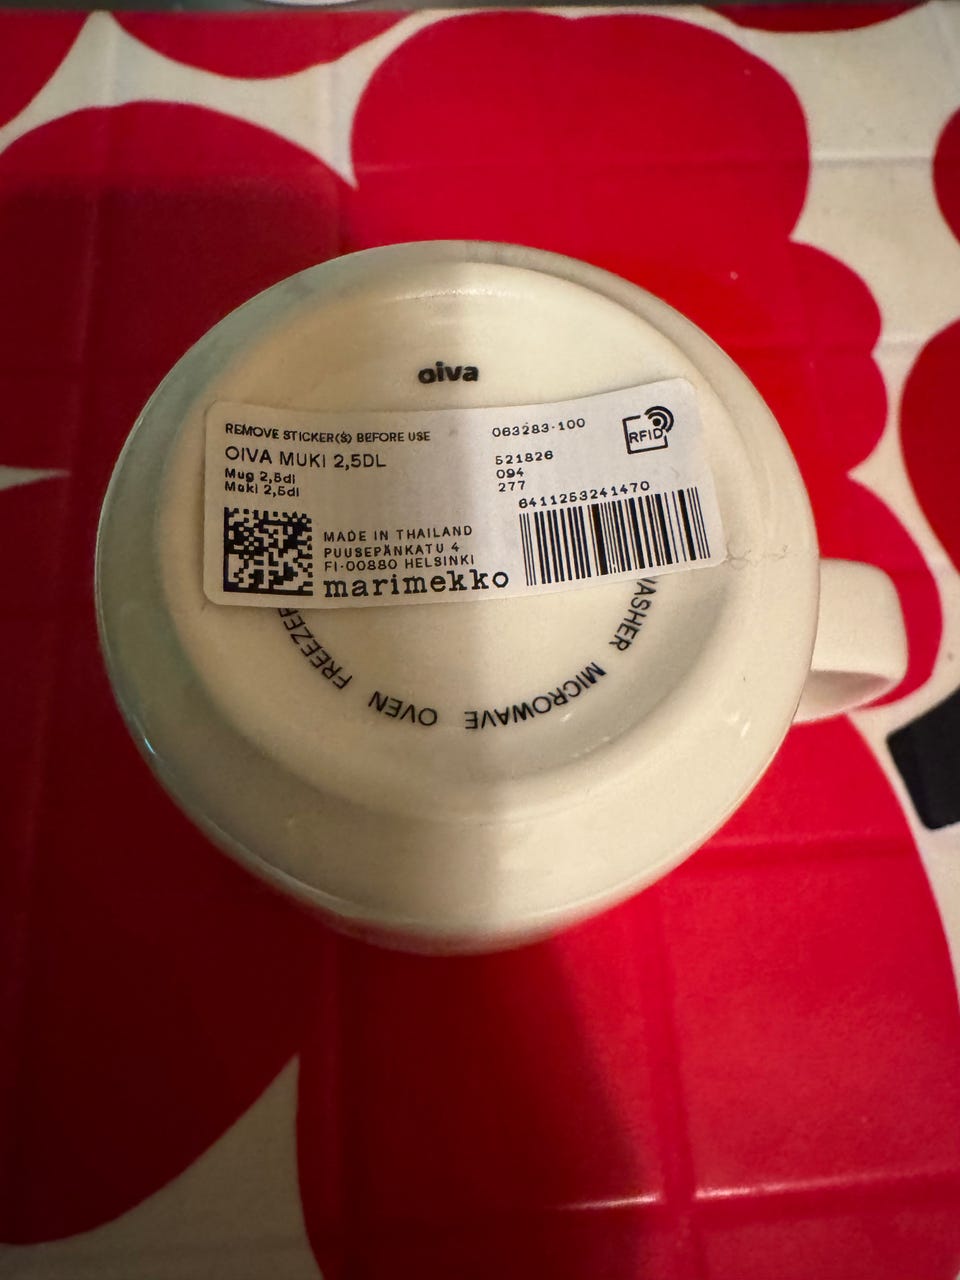 oiva
REMOVE STICKER(S) BEFORE USE
OIVA MUKI 2,5DL
Mug 2,5dl
Muki 2,5dl
063283-100
521826
094
277
RFID
6411253241470
MADE IN THAILAND
PUUSEPÄNKATU 4
FI-00880 HELSINKI
marimekko
FREEZER OVEN MICROWAVE